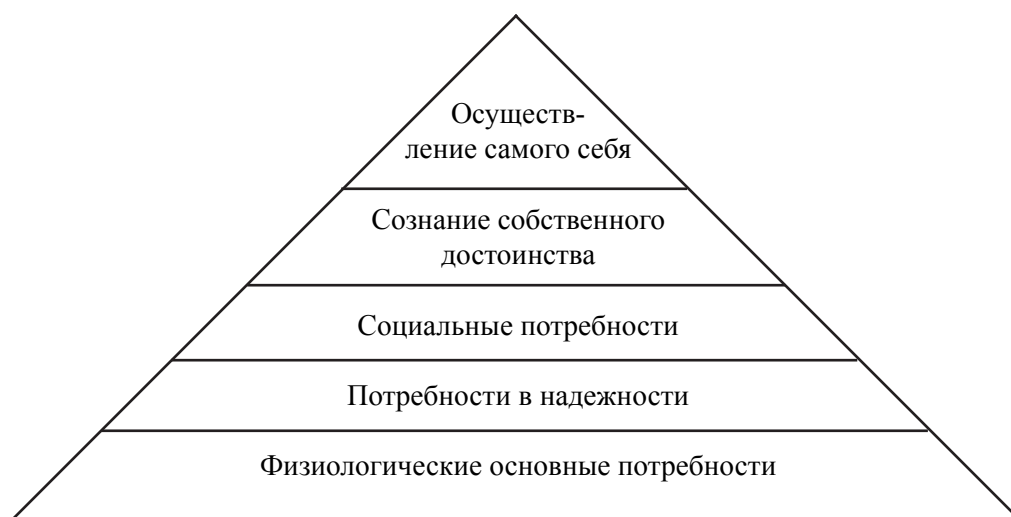 Осуществ-
ление самого себя
Сознание собственного
достоинства
Социальные потребности
Потребности в надежности
Физиологические основные потребности